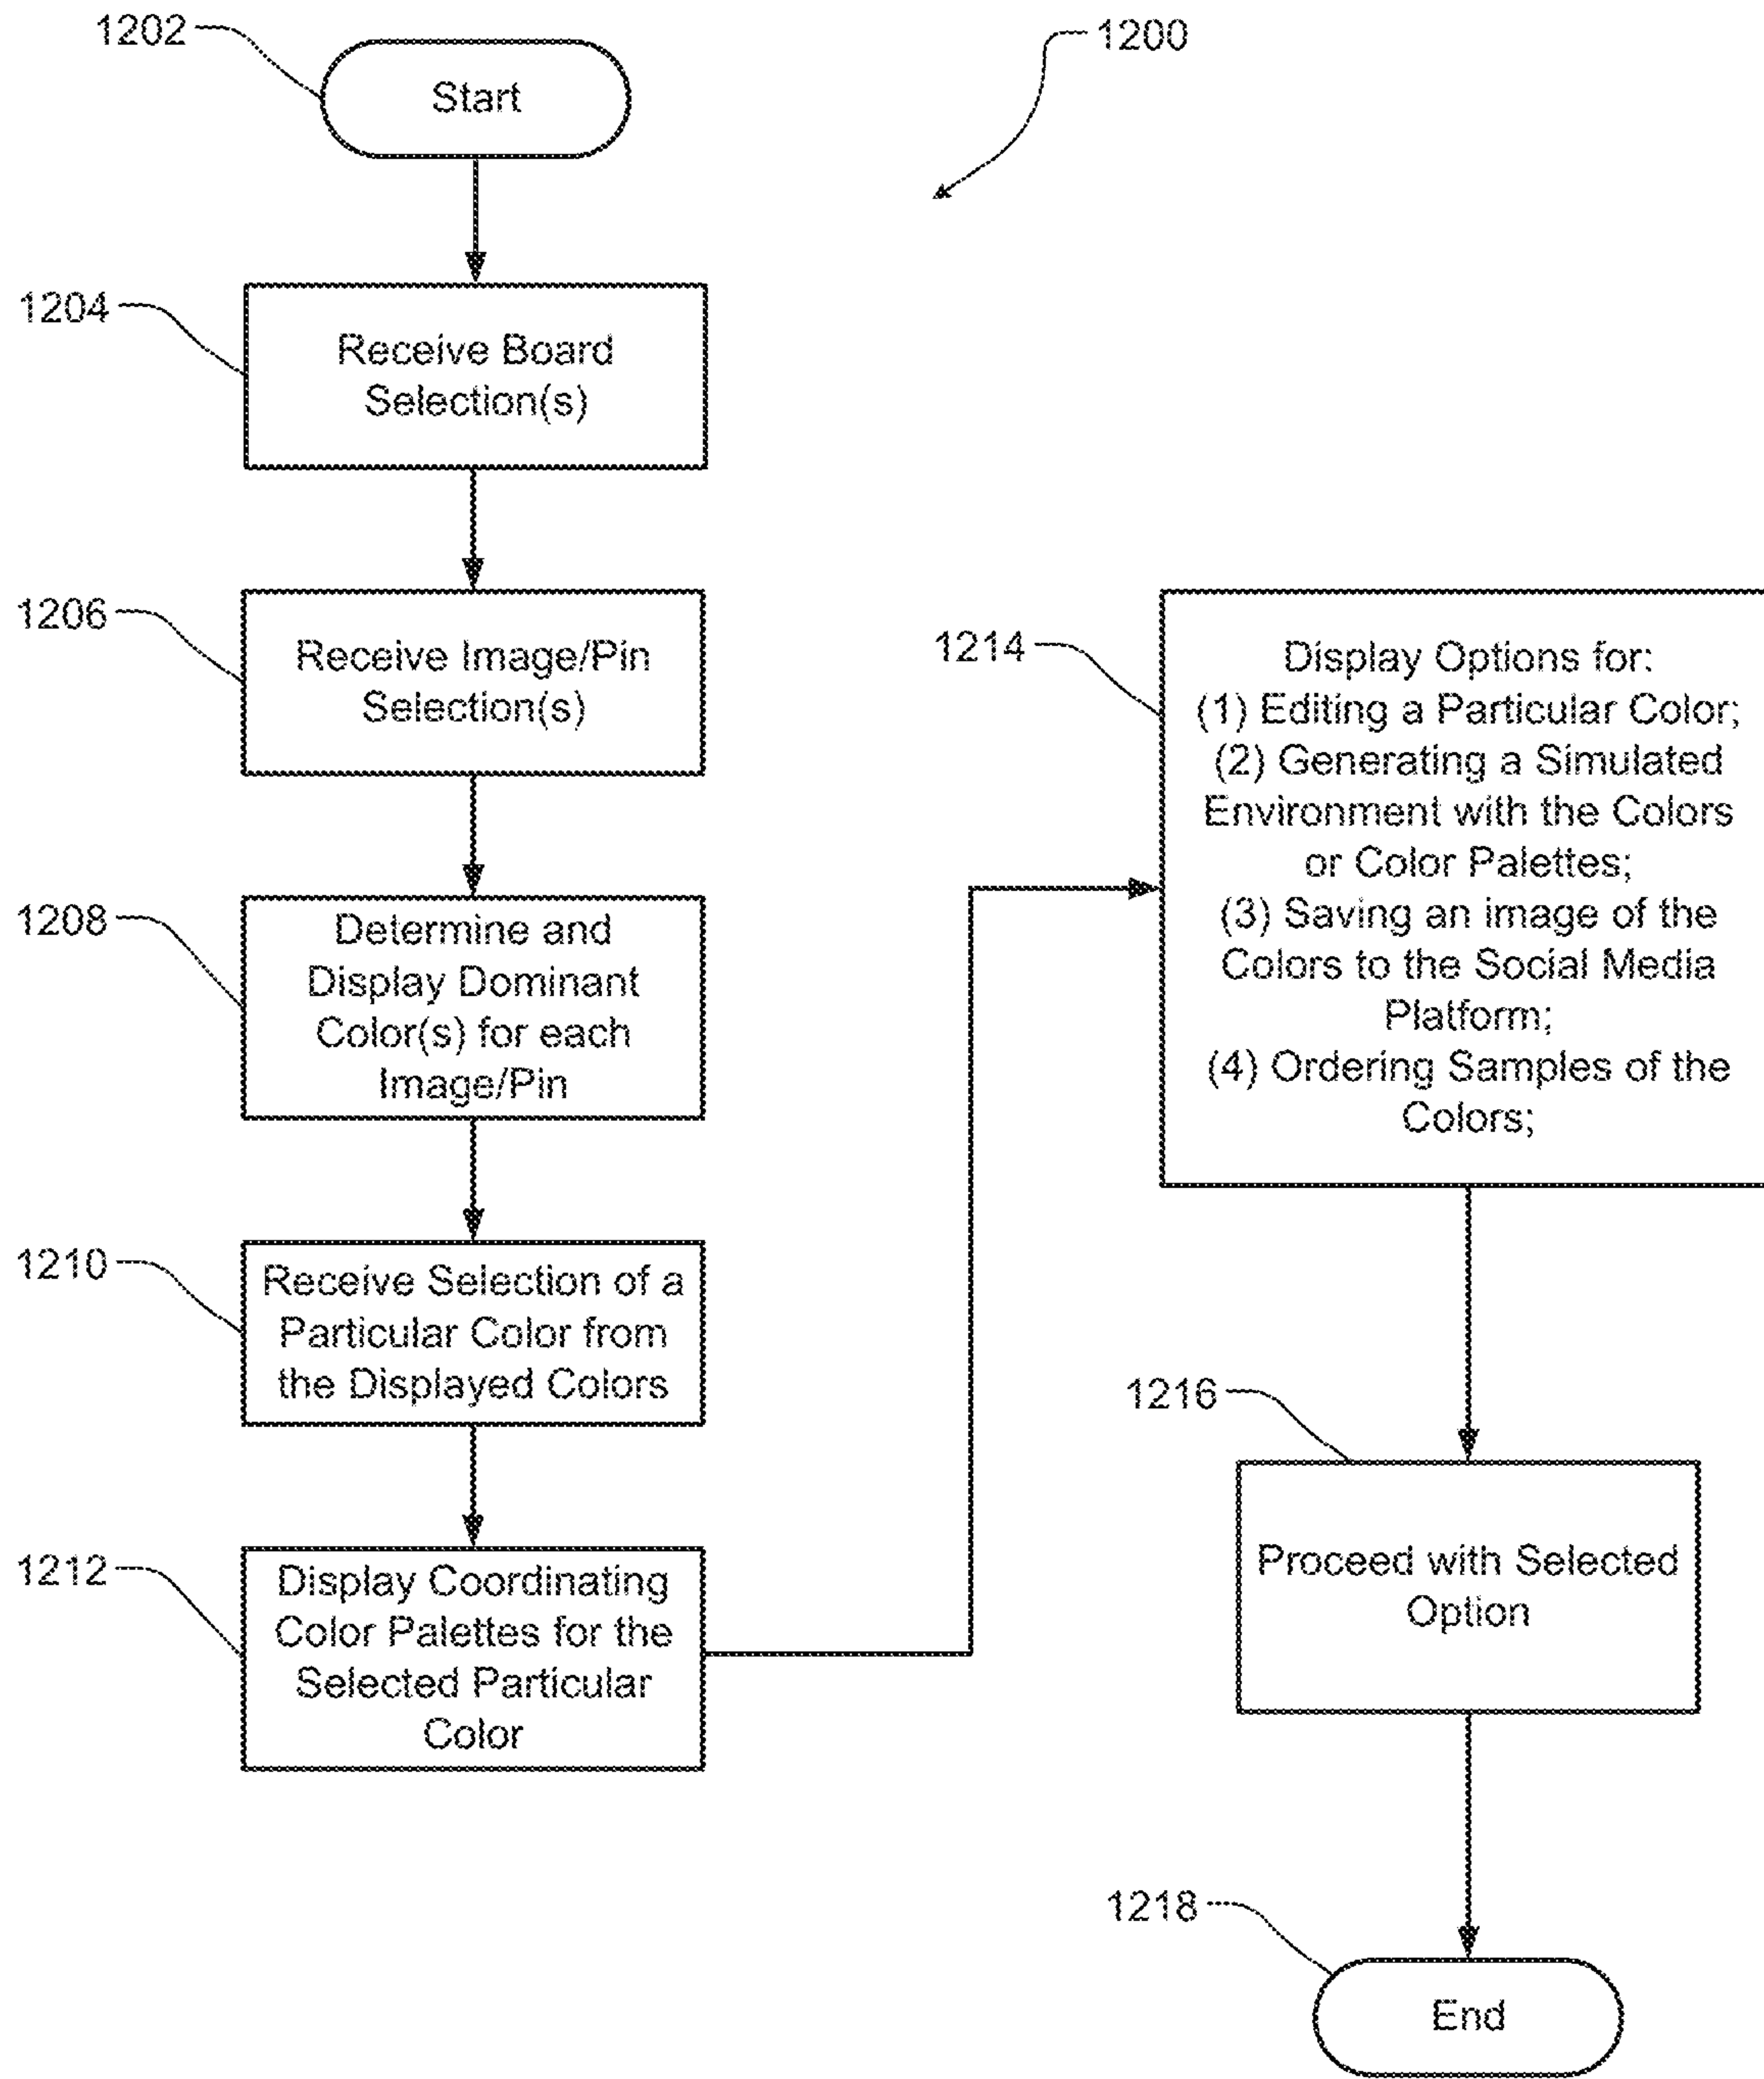 1202
Start
1200
1204
Receive Board
Selection(s)
1206
Receive Image/Pin
Selection(s)
1208
Determine and
Display Dominant
Color(s) for each
Image/Pin
1210
Receive Selection of a
Particular Color from
the Displayed Colors
1212
Display Coordinating
Color Palettes for the
Selected Particular
Color
1214
Display Options for:
(1) Editing a Particular Color;
(2) Generating a Simulated
Environment with the Colors
or Color Palettes;
(3) Saving an image of the
Colors to the Social Media
Platform;
(4) Ordering Samples of the
Colors;
1216
Proceed with Selected
Option
1218
End